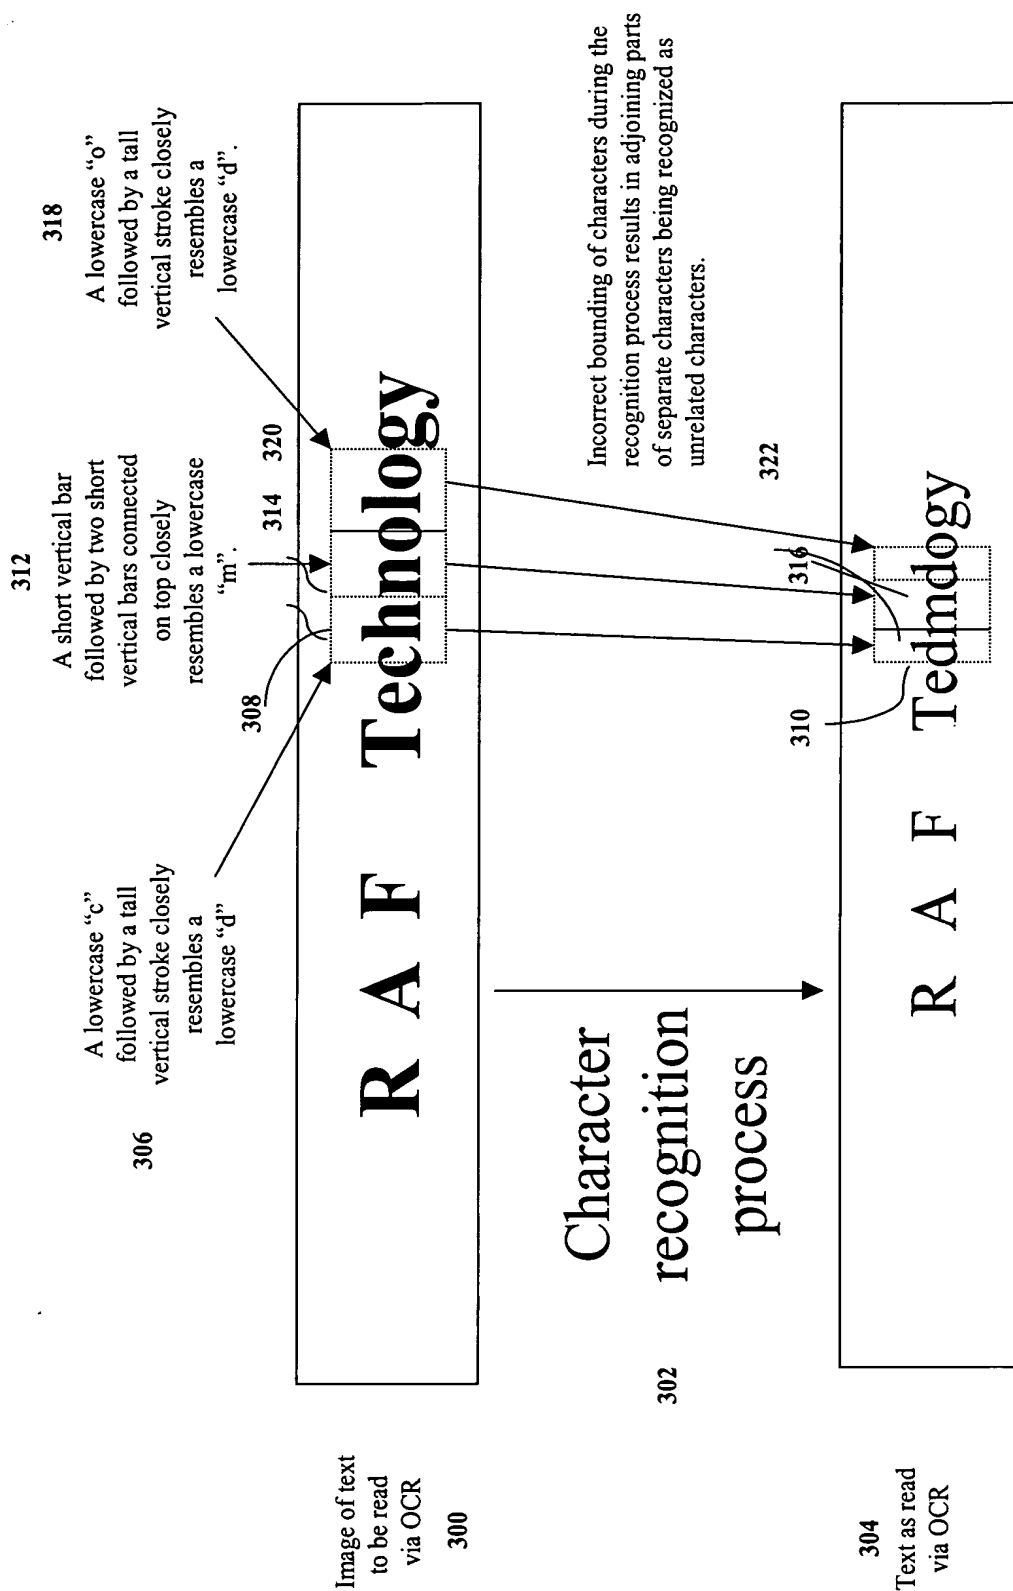 318
A lowercase “o”
followed by a tall
vertical stroke closely
resembles a
lowercase “d”.
312
A short vertical bar
followed by two short
vertical bars connected
on top closely
resembles a lowercase
“m”.
306
A lowercase “c”
followed by a tall
vertical stroke closely
resembles a
lowercase “d”
308
314
320
Image of text
to be read
via OCR
300
R A F Technology
302
Character
recognition
process
Incorrect bounding of characters during the
recognition process results in adjoining parts
of separate characters being recognized as
unrelated characters.
322
310
316
304
Text as read
via OCR
R A F Tedmdogy